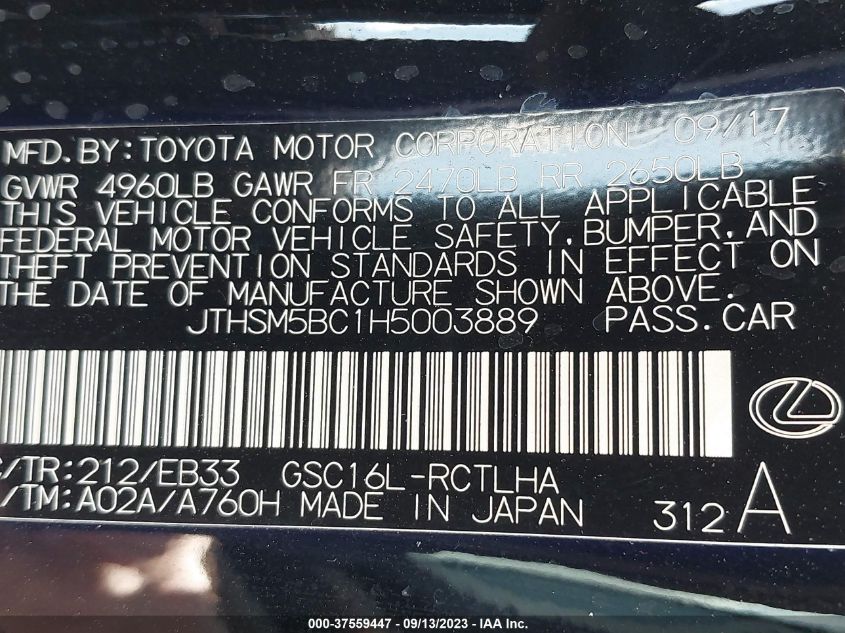 MFD.BY:TOYOTA MOTOR CORPORATION 09/17
GVWR 4960LB GAWR FR 2470LB RR 2650LB
THIS VEHICLE CONFORMS TO ALL APPLICABLE
FEDERAL MOTOR VEHICLE SAFETY,BUMPER,AND
THEFT PREVENTION STANDARDS IN EFFECT ON
THE DATE OF MANUFACTURE SHOWN ABOVE.
JTHSM5BC1H5003889 PASS.CAR
/TR:212/EB33 GSC16L-RCTLHA
/TM:A02A/A760H MADE IN JAPAN 312A
000-37559447 - 09/13/2023 - IAA Inc.